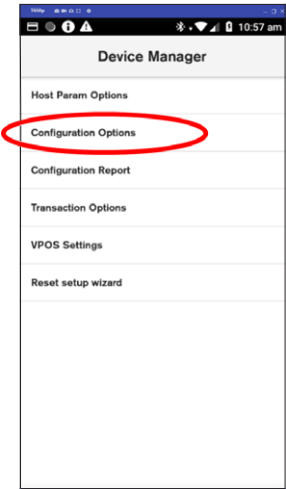 10:57 am
Device Manager
Host Param Options
Configuration Options
Configuration Report
Transaction Options
VPOS Settings
Reset setup wizard